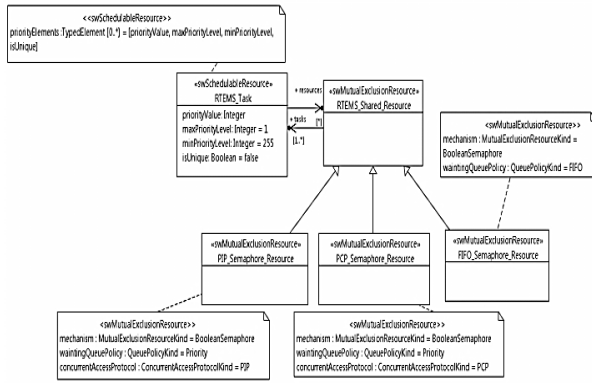 <<swSchedulableResource>>
priorityElements :TypedElement [0..*] = [priorityValue, maxPriorityLevel, minPriorityLevel,
isUnique]
«swSchedulableResource»
RTEMS_Task
priorityValue: Integer
maxPriorityLevel: Integer = 1
minPriorityLevel: Integer = 255
isUnique: Boolean = false
+ resources
[*]
+ tasks
[1..*]
«swMutualExclusionResource»
RTEMS_Shared_Resource
<<swMutualExclusionResource>>
mechanism : MutualExclusionResourceKind =
BooleanSemaphore
waintingQueuePolicy : QueuePolicyKind = FIFO
«swMutualExclusionResource»
PIP_Semaphore_Resource
«swMutualExclusionResource»
PCP_Semaphore_Resource
«swMutualExclusionResource»
FIFO_Semaphore_Resource
<<swMutualExclusionResource>>
mechanism : MutualExclusionResourceKind = BooleanSemaphore
waintingQueuePolicy : QueuePolicyKind = Priority
concurrentAccessProtocol : ConcurrentAccessProtocolKind = PIP
<<swMutualExclusionResource>>
mechanism : MutualExclusionResourceKind = BooleanSemaphore
waintingQueuePolicy : QueuePolicyKind = Priority
concurrentAccessProtocol : ConcurrentAccessProtocolKind = PCP